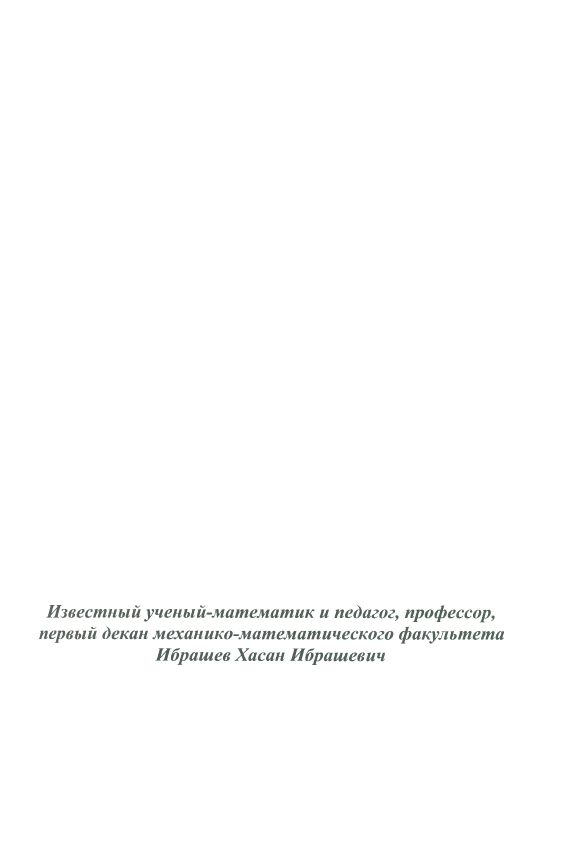 Известный ученый-математик и педагог, профессор,
первый декан механико-математического факультета
Ибрашев Хасан Ибрашевич